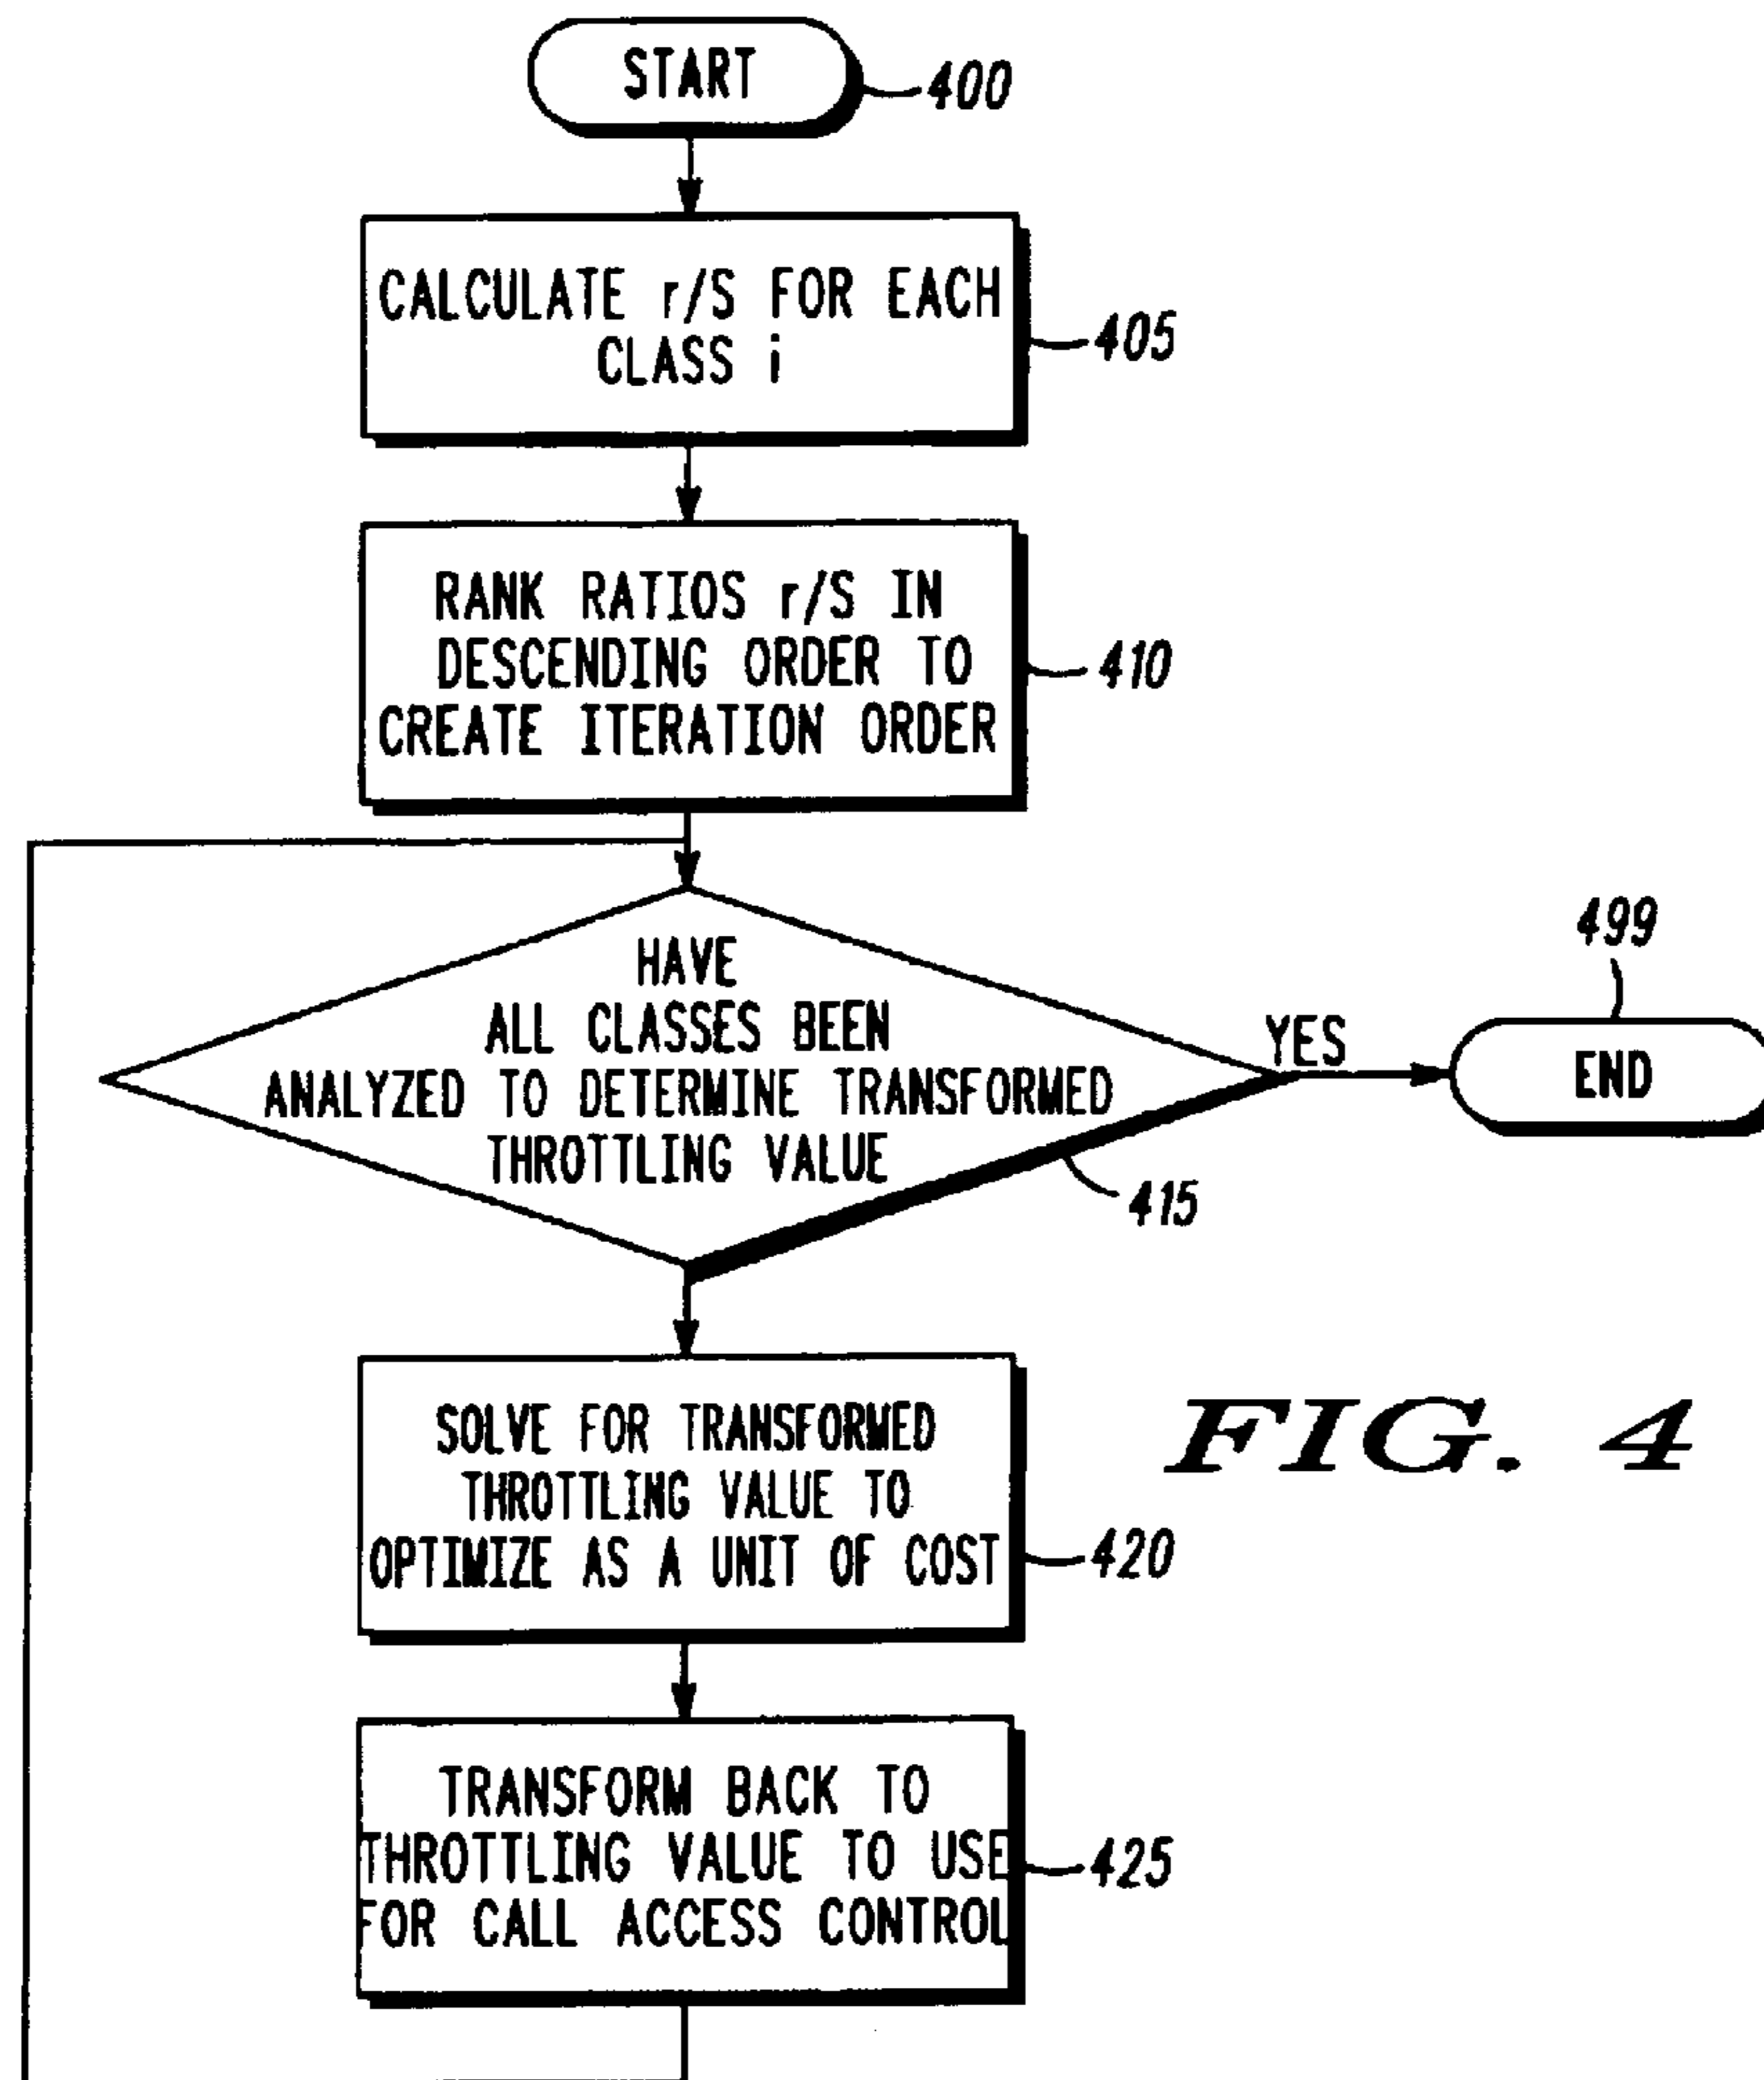 START
400
CALCULATE r/S FOR EACH
CLASS i
405
RANK RATIOS r/S IN
DESCENDING ORDER TO
CREATE ITERATION ORDER
410
HAVE
ALL CLASSES BEEN
ANALYZED TO DETERMINE TRANSFORMED
THROTTLING VALUE
415
YES
499
END
SOLVE FOR TRANSFORMED
THROTTLING VALUE TO
OPTIMIZE AS A UNIT OF COST
420
FIG. 4
TRANSFORM BACK TO
THROTTLING VALUE TO USE
FOR CALL ACCESS CONTROL
425